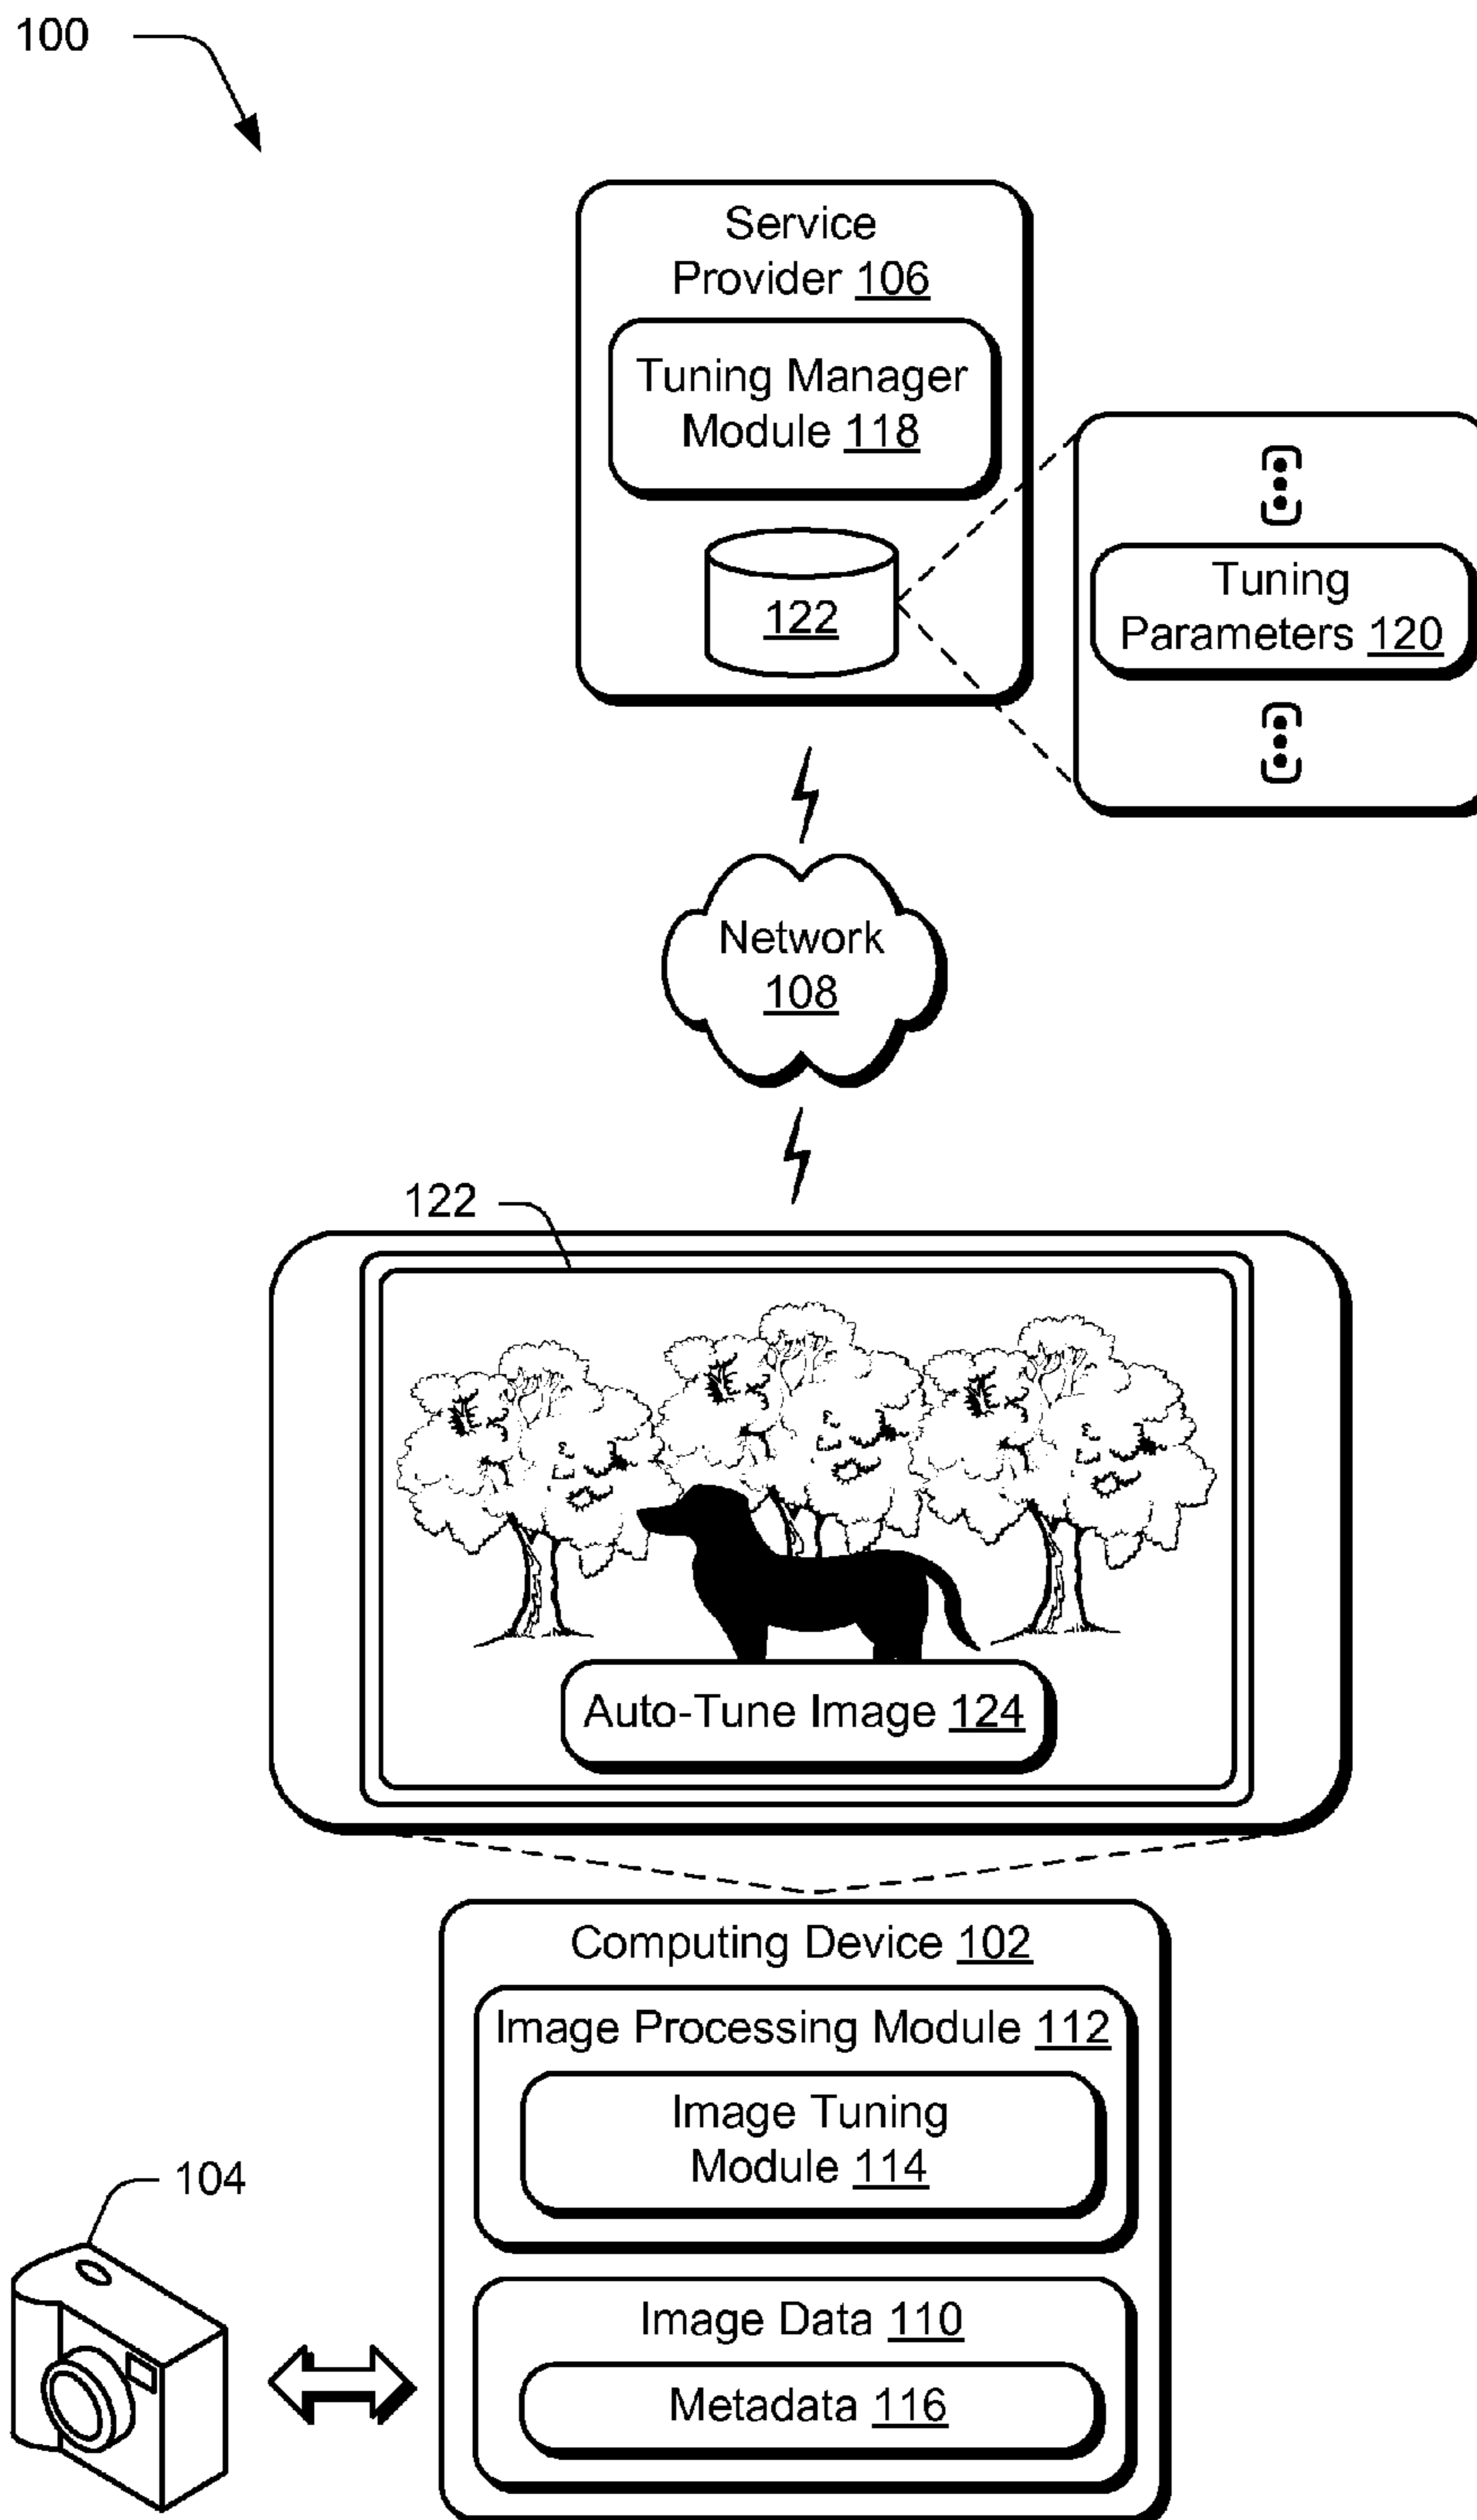 100
Service
Provider 106
Tuning Manager
Module 118
122
Tuning
Parameters 120
Network
108
122
Auto-Tune Image 124
Computing Device 102
Image Processing Module 112
Image Tuning
Module 114
104
Image Data 110
Metadata 116